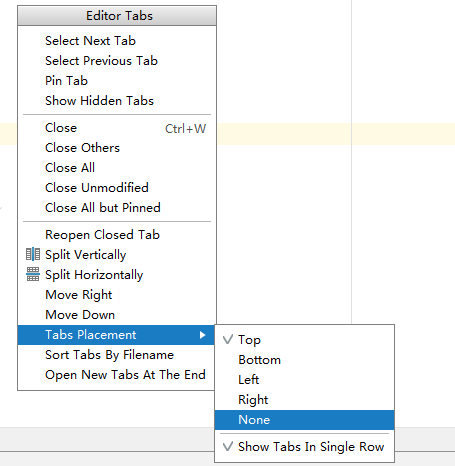 Editor Tabs
Select Next Tab
Select Previous Tab
Pin Tab
Show Hidden Tabs
Close Ctrl+W
Close Others
Close All
Close Unmodified
Close All but Pinned
Reopen Closed Tab
Split Vertically
Split Horizontally
Move Right
Move Down
Tabs Placement
Sort Tabs By Filename
Open New Tabs At The End
Top
Bottom
Left
Right
None
Show Tabs In Single Row